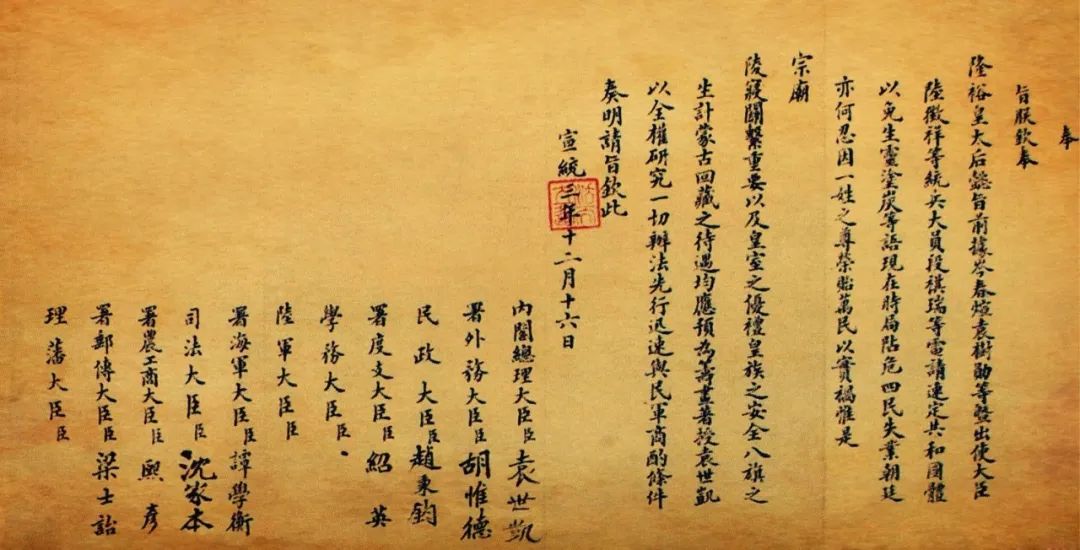 奉
旨朕欽奉
隆裕皇太后懿旨前據岑春煊袁樹勛等暨出使大臣
陸徵祥等統兵大員段祺瑞等電請速定共和國體
以免生靈塗炭等語現在時局阽危四民失業朝廷
亦何忍因一姓之尊榮貽萬民以實禍惟是
宗廟
陵寢關繫重要以及皇室之優禮皇族之安全八旗之
生計蒙古回藏之待遇均應預為籌畫著授袁世凱
以全權研究一切辦法先行迅速與民軍商酌條件
奏明請旨欽此
宣統三年十二月十六日
內閣總理大臣臣袁世凱
署外務大臣臣胡惟德
民政大臣臣趙秉鈞
署度支大臣臣紹英
學務大臣臣
陸軍大臣臣
署海軍大臣臣譚學衡
司法大臣臣沈家本
署農工商大臣臣熙彥
署郵傳大臣臣梁士詒
理藩大臣臣